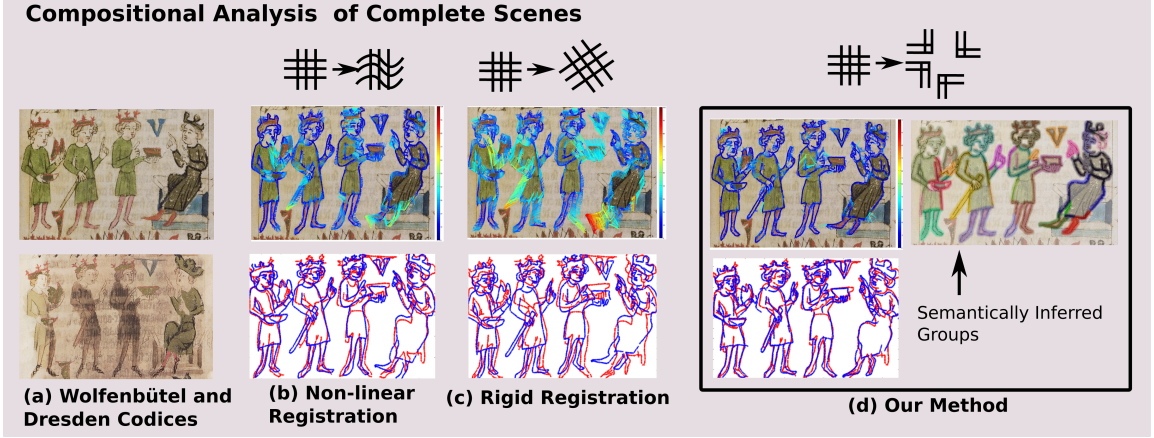 Compositional Analysis of Complete Scenes
V
V
V
V
V
V
V
Semantically Inferred
Groups
(a) Wolfenbütel and
Dresden Codices
(b) Non-linear
Registration
(c) Rigid Registration
(d) Our Method